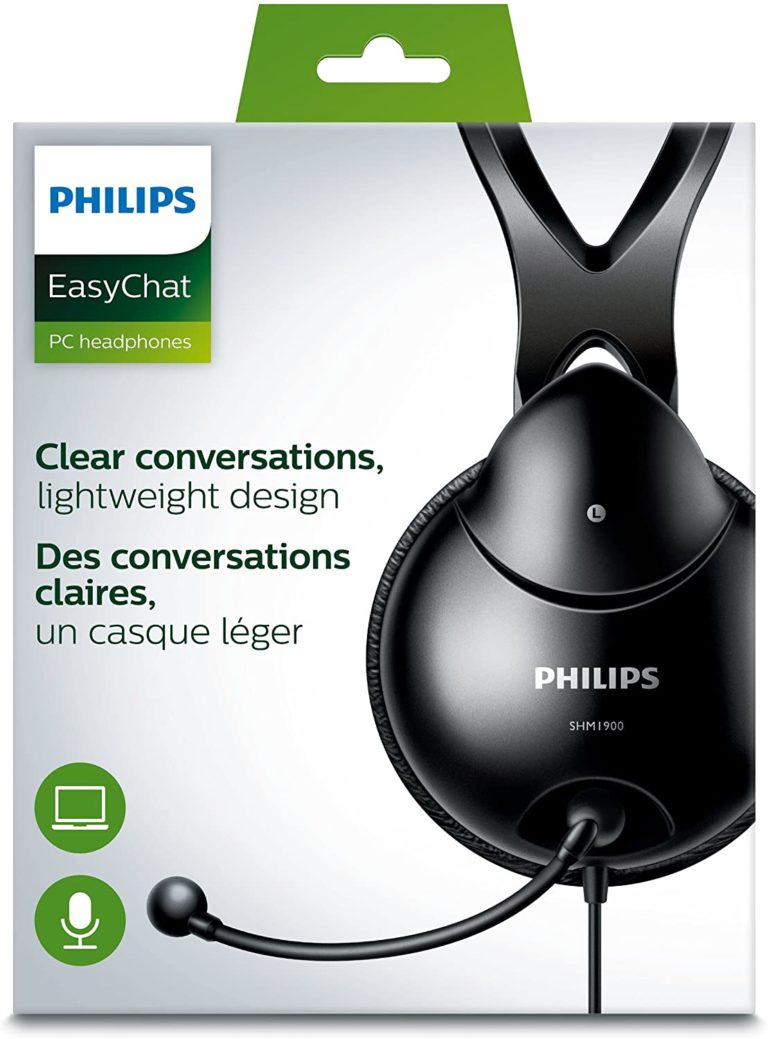 PHILIPS
EasyChat
PC headphones
Clear conversations,
lightweight design
Des conversations
claires,
un casque léger
L
PHILIPS
SHM1900